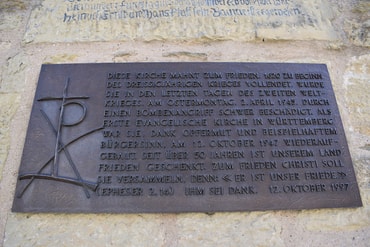 DIESE KIRCHE MAHNT ZUM FRIEDEN. 1620 ZU BEGINN
DES DREISSIGJÄHRIGEN KRIEGES VOLLENDET, WURDE
SIE IN DEN LETZTEN TAGEN DES ZWEITEN WELT-
KRIEGES, AM OSTERMONTAG, 2. APRIL 1945, DURCH
EINEN BOMBENANGRIFF SCHWER BESCHÄDIGT. ALS
ERSTE EVANGELISCHE KIRCHE IN WÜRTTEMBERG
WAR SIE, DANK OPFERMUT UND BEISPIELHAFTEM
BÜRGERSINN, AM 12. OKTOBER 1947 WIEDERAUF-
GEBAUT. SEIT ÜBER 50 JAHREN IST UNSEREM LAND
FRIEDEN GESCHENKT. ZUM FRIEDEN CHRISTI SOLL
SIE VERSAMMELN, DENN: « ER IST UNSER FRIEDE.»
EPHESER 2,14 IHM SEI DANK. 12. OKTOBER 1997